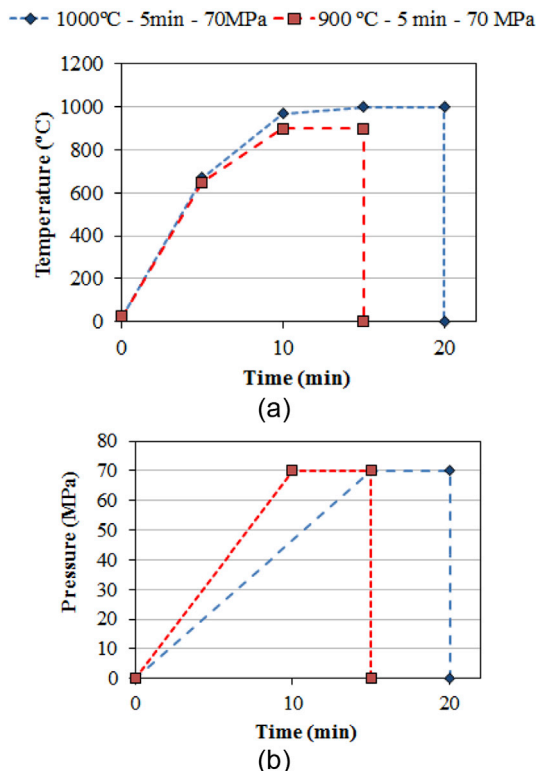 1000ºC - 5min - 70MPa 900 ºC - 5 min - 70 MPa
1200
1000
800
600
400
200
0
Temperature (ºC)
0 10 20
Time (min)
(a)
80
70
60
50
40
30
20
10
0
Pressure (MPa)
0 10 20
Time (min)
(b)